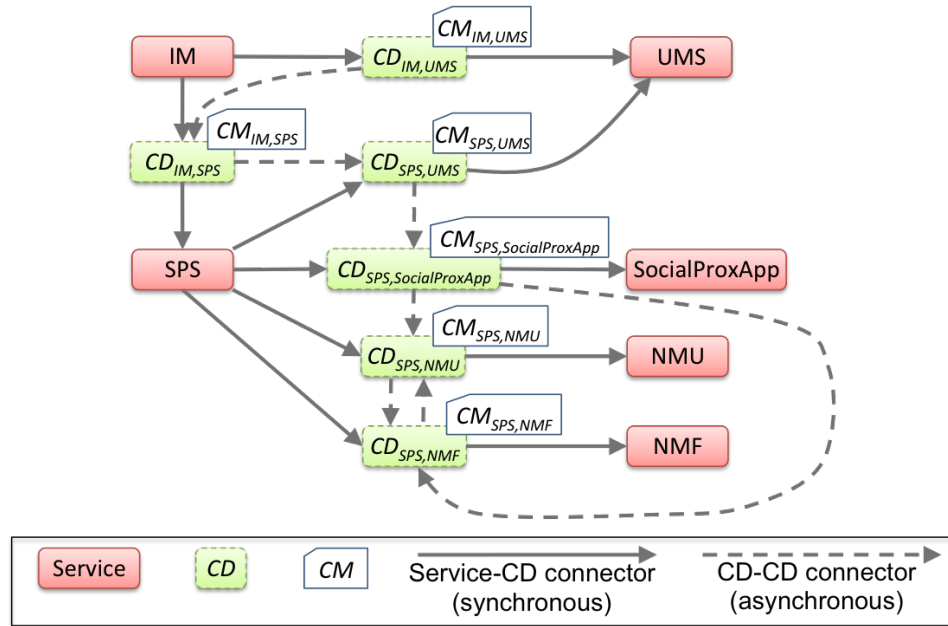 IM
CD IM,UMS
CM IM,UMS
UMS
CD IM,SPS
CM IM,SPS
CD SPS,UMS
CM SPS,UMS
SPS
CD SPS,SocialProxApp
CM SPS,SocialProxApp
SocialProxApp
CD SPS,NMU
CM SPS,NMU
NMU
CD SPS,NMF
CM SPS,NMF
NMF
Service
CD
CM
Service-CD connector
(synchronous)
CD-CD connector
(asynchronous)